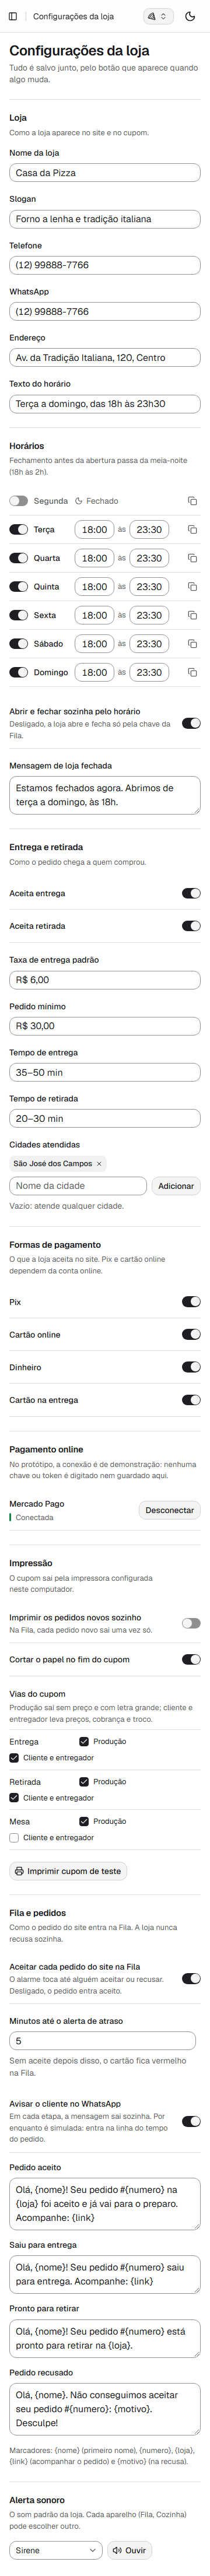 Configurações da loja
Configurações da loja
Tudo é salvo junto, pelo botão que aparece quando
algo muda.
Loja
Como a loja aparece no site e no cupom.
Nome da loja
Casa da Pizza
Slogan
Forno a lenha e tradição italiana
Telefone
(12) 99888-7766
WhatsApp
(12) 99888-7766
Endereço
Av. da Tradição Italiana, 120, Centro
Texto do horário
Terça a domingo, das 18h às 23h30
Horários
Fechamento antes da abertura passa da meia-noite
(18h às 2h).
Segunda Fechado
Terça 18:00 às 23:30
Quarta 18:00 às 23:30
Quinta 18:00 às 23:30
Sexta 18:00 às 23:30
Sábado 18:00 às 23:30
Domingo 18:00 às 23:30
Abrir e fechar sozinha pelo horário
Desligado, a loja abre e fecha só pela chave da
Fila.
Mensagem de loja fechada
Estamos fechados agora. Abrimos de
terça a domingo, às 18h.
Entrega e retirada
Como o pedido chega a quem comprou.
Aceita entrega
Aceita retirada
Taxa de entrega padrão
R$ 6,00
Pedido mínimo
R$ 30,00
Tempo de entrega
35–50 min
Tempo de retirada
20–30 min
Cidades atendidas
São José dos Campos ×
Nome da cidade Adicionar
Vazio: atende qualquer cidade.
Formas de pagamento
O que a loja aceita no site. Pix e cartão online
dependem da conta online.
Pix
Cartão online
Dinheiro
Cartão na entrega
Pagamento online
No protótipo, a conexão é de demonstração: nenhuma
chave ou token é digitado nem guardado aqui.
Mercado Pago
Conectada
Desconectar
Impressão
O cupom sai pela impressora configurada
neste computador.
Imprimir os pedidos novos sozinho
Na Fila, cada pedido novo sai uma vez só.
Cortar o papel no fim do cupom
Vias do cupom
Produção sai sem preço e com letra grande; cliente e
entregador leva preços, cobrança e troco.
Entrega Produção
Cliente e entregador
Retirada Produção
Cliente e entregador
Mesa Produção
Cliente e entregador
Imprimir cupom de teste
Fila e pedidos
Como o pedido do site entra na Fila. A loja nunca
recusa sozinha.
Aceitar cada pedido do site na Fila
O alarme toca até alguém aceitar ou recusar.
Desligado, o pedido entra aceito.
Minutos até o alerta de atraso
5
Sem aceite depois disso, o cartão fica vermelho
na Fila.
Avisar o cliente no WhatsApp
Em cada etapa, a mensagem sai sozinha. Por
enquanto é simulada: entra na linha do tempo
do pedido.
Pedido aceito
Olá, {nome}! Seu pedido #{numero} na
{loja} foi aceito e já vai para o preparo.
Acompanhe: {link}
Saiu para entrega
Olá, {nome}! Seu pedido #{numero} saiu
para entrega. Acompanhe: {link}
Pronto para retirar
Olá, {nome}! Seu pedido #{numero} está
pronto para retirar na {loja}.
Pedido recusado
Olá, {nome}. Não conseguimos aceitar
seu pedido #{numero}: {motivo}.
Desculpe!
Marcadores: {nome} (primeiro nome), {numero}, {loja},
{link} (acompanhar o pedido) e {motivo} (na recusa).
Alerta sonoro
O som padrão da loja. Cada aparelho (Fila, Cozinha)
pode escolher outro.
Sirene Ouvir